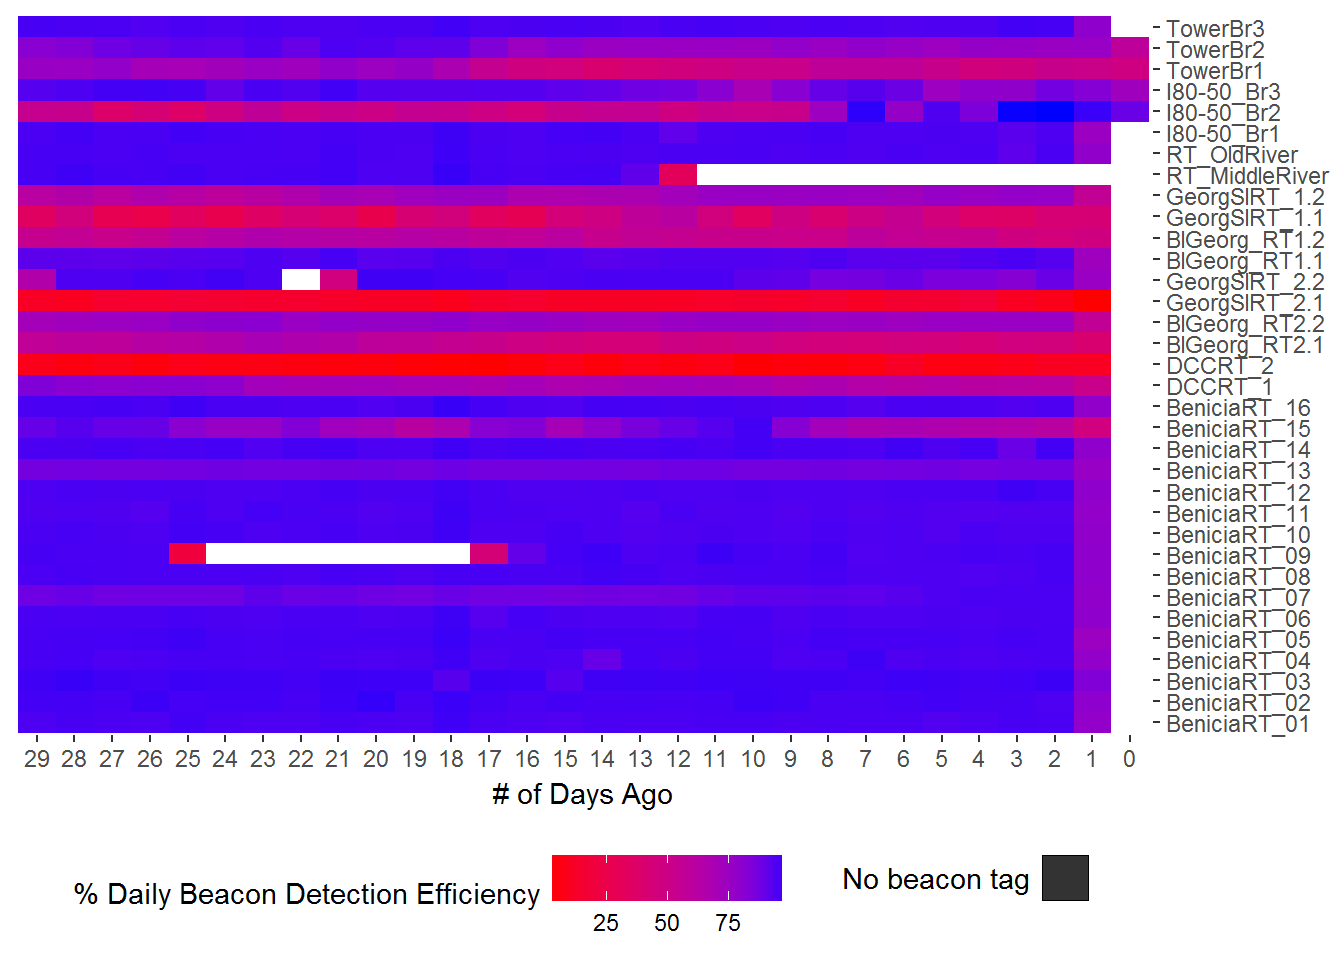 TowerBr3
TowerBr2
TowerBr1
I80-50_Br3
I80-50_Br2
I80-50_Br1
RT_OldRiver
RT_MiddleRiver
GeorgSlRT_1.2
GeorgSlRT_1.1
BlGeorg_RT1.2
BlGeorg_RT1.1
GeorgSlRT_2.2
GeorgSlRT_2.1
BlGeorg_RT2.2
BlGeorg_RT2.1
DCCRT_2
DCCRT_1
BeniciaRT_16
BeniciaRT_15
BeniciaRT_14
BeniciaRT_13
BeniciaRT_12
BeniciaRT_11
BeniciaRT_10
BeniciaRT_09
BeniciaRT_08
BeniciaRT_07
BeniciaRT_06
BeniciaRT_05
BeniciaRT_04
BeniciaRT_03
BeniciaRT_02
BeniciaRT_01
29 28 27 26 25 24 23 22 21 20 19 18 17 16 15 14 13 12 11 10 9 8 7 6 5 4 3 2 1 0
# of Days Ago
% Daily Beacon Detection Efficiency
25 50 75
No beacon tag